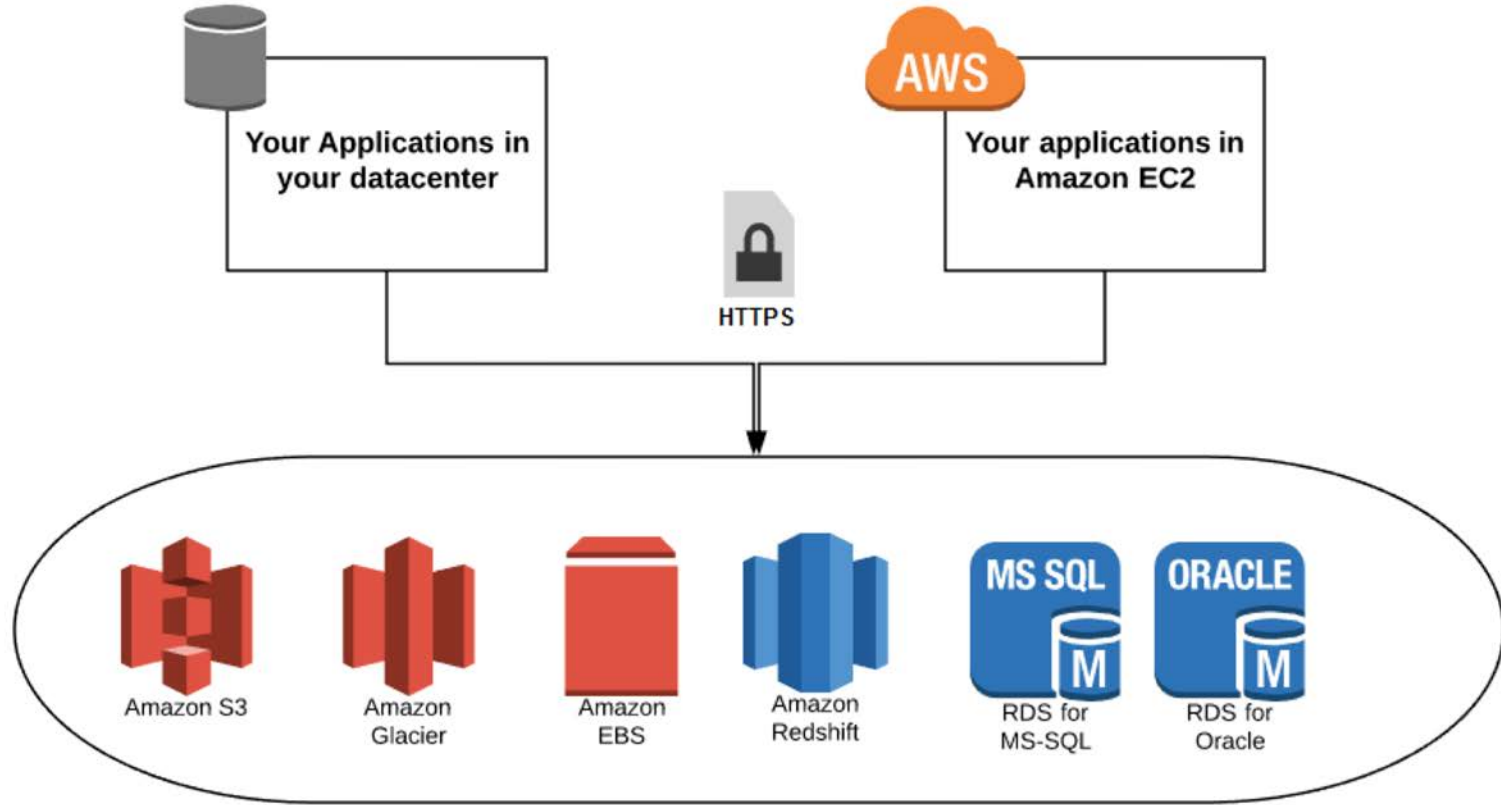 AWS
Your Applications in
your datacenter
Your applications in
Amazon EC2
HTTPS
MS SQL
M
ORACLE
M
Amazon S3
Amazon
Glacier
Amazon
EBS
Amazon
Redshift
RDS for
MS-SQL
RDS for
Oracle